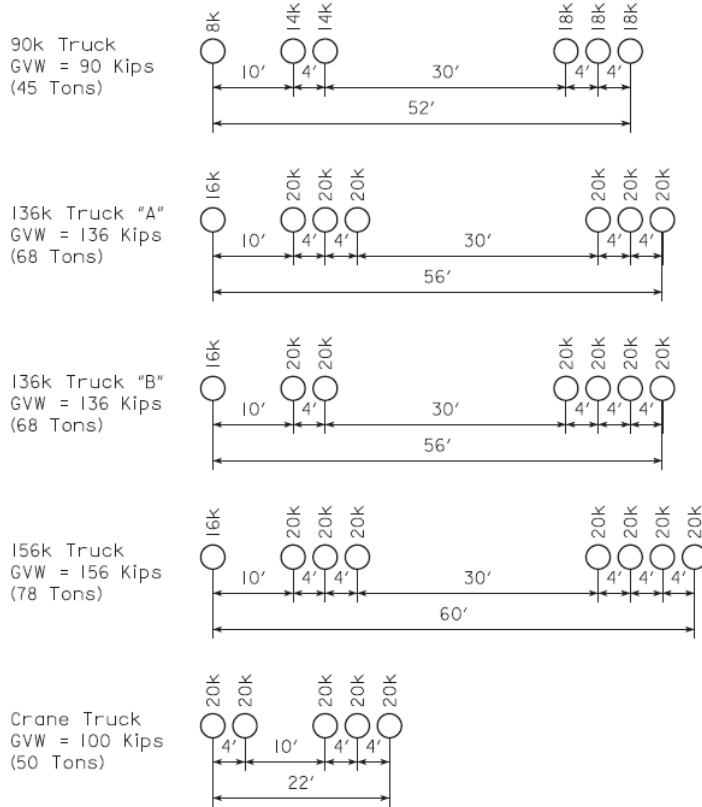 8k 14k 14k 18k 18k 18k
90k Truck
GVW = 90 Kips
(45 Tons)
10' 4' 30' 4' 4'
52'
16k 20k 20k 20k 20k 20k 20k
136k Truck "A"
GVW = 136 Kips
(68 Tons)
10' 4' 4' 30' 4' 4'
56'
16k 20k 20k 20k 20k 20k 20k
136k Truck "B"
GVW = 136 Kips
(68 Tons)
10' 4' 30' 4' 4' 4'
56'
16k 20k 20k 20k 20k 20k 20k 20k
156k Truck
GVW = 156 Kips
(78 Tons)
10' 4' 4' 30' 4' 4' 4'
60'
20k 20k 20k 20k 20k
Crane Truck
GVW = 100 Kips
(50 Tons)
4' 10' 4' 4'
22'